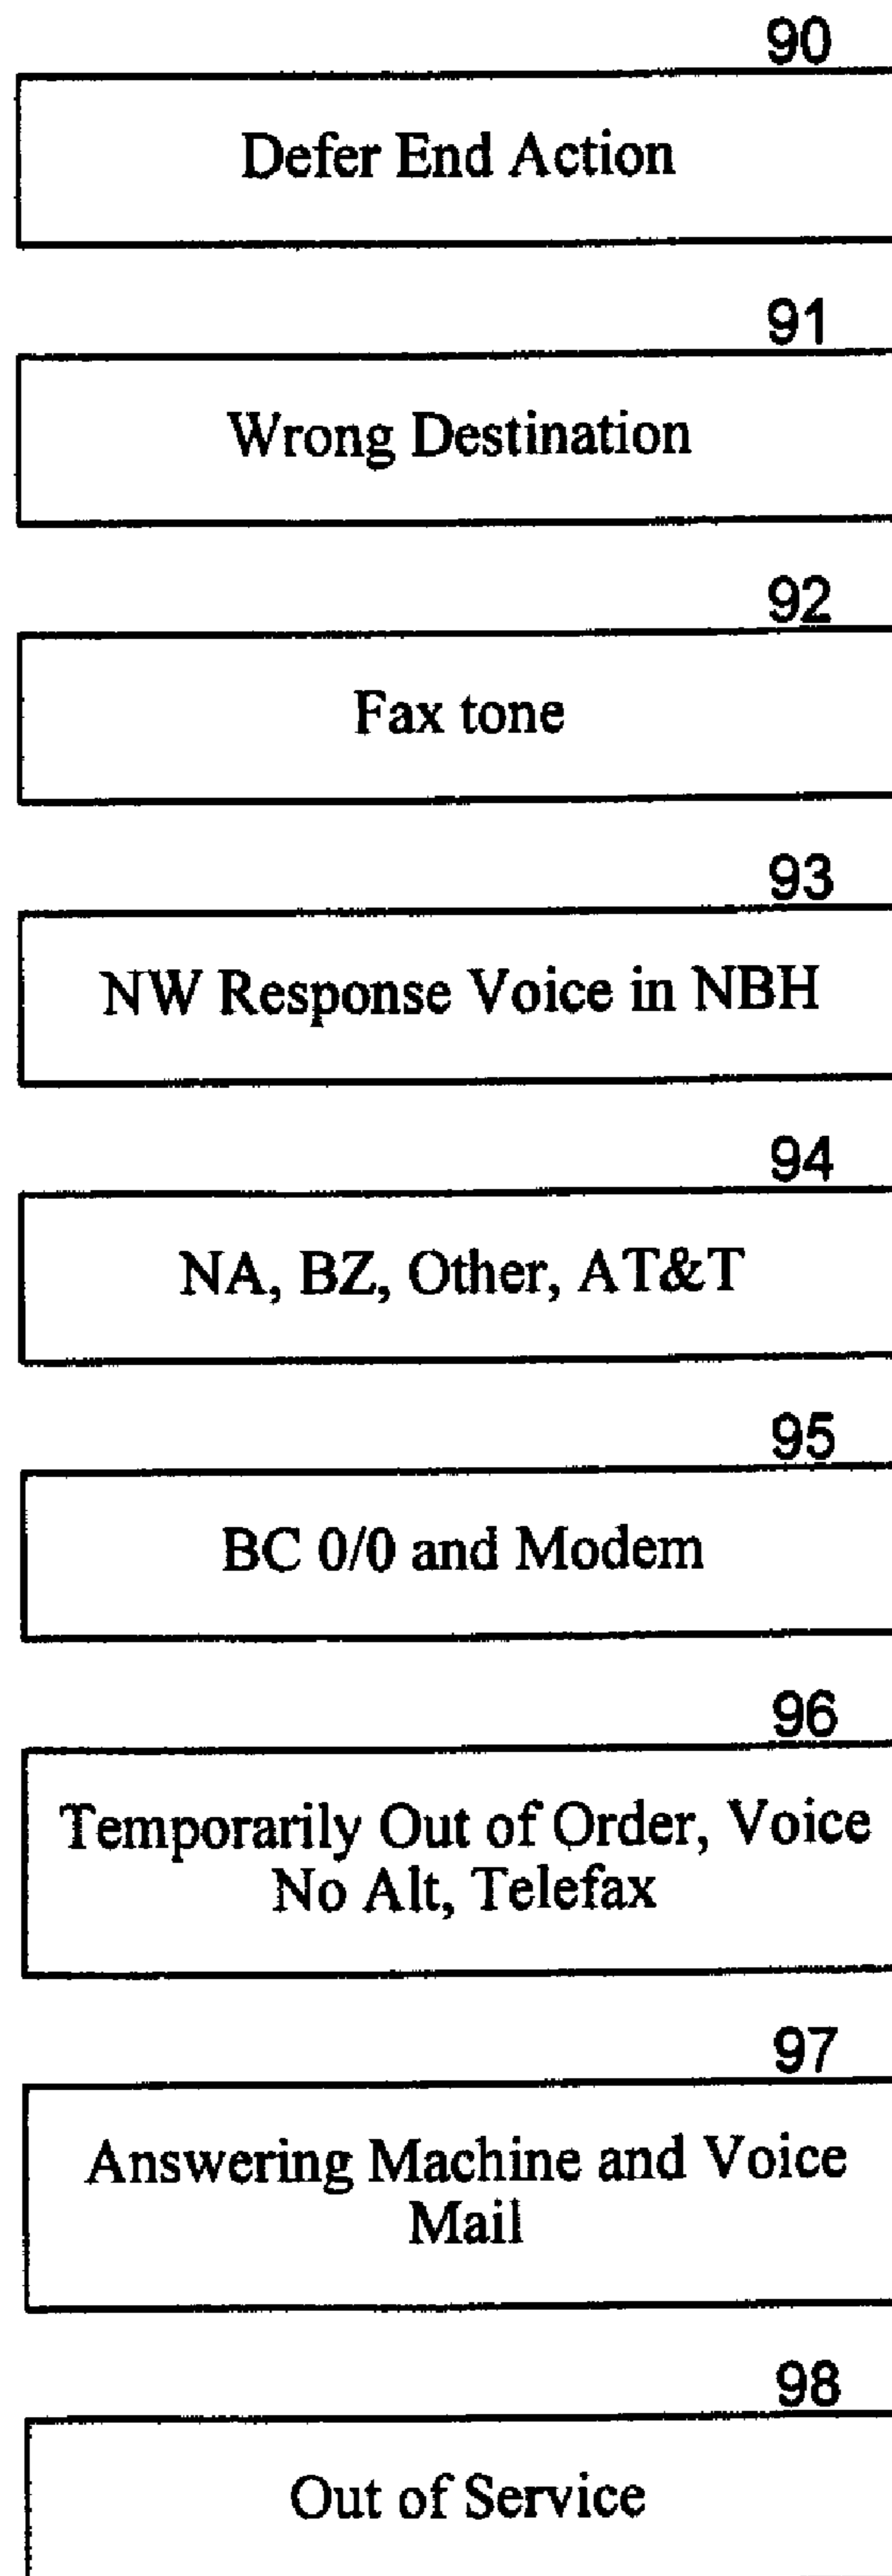 90
Defer End Action
91
Wrong Destination
92
Fax tone
93
NW Response Voice in NBH
94
NA, BZ, Other, AT&T
95
BC 0/0 and Modem
96
Temporarily Out of Order, Voice
No Alt, Telefax
97
Answering Machine and Voice
Mail
98
Out of Service